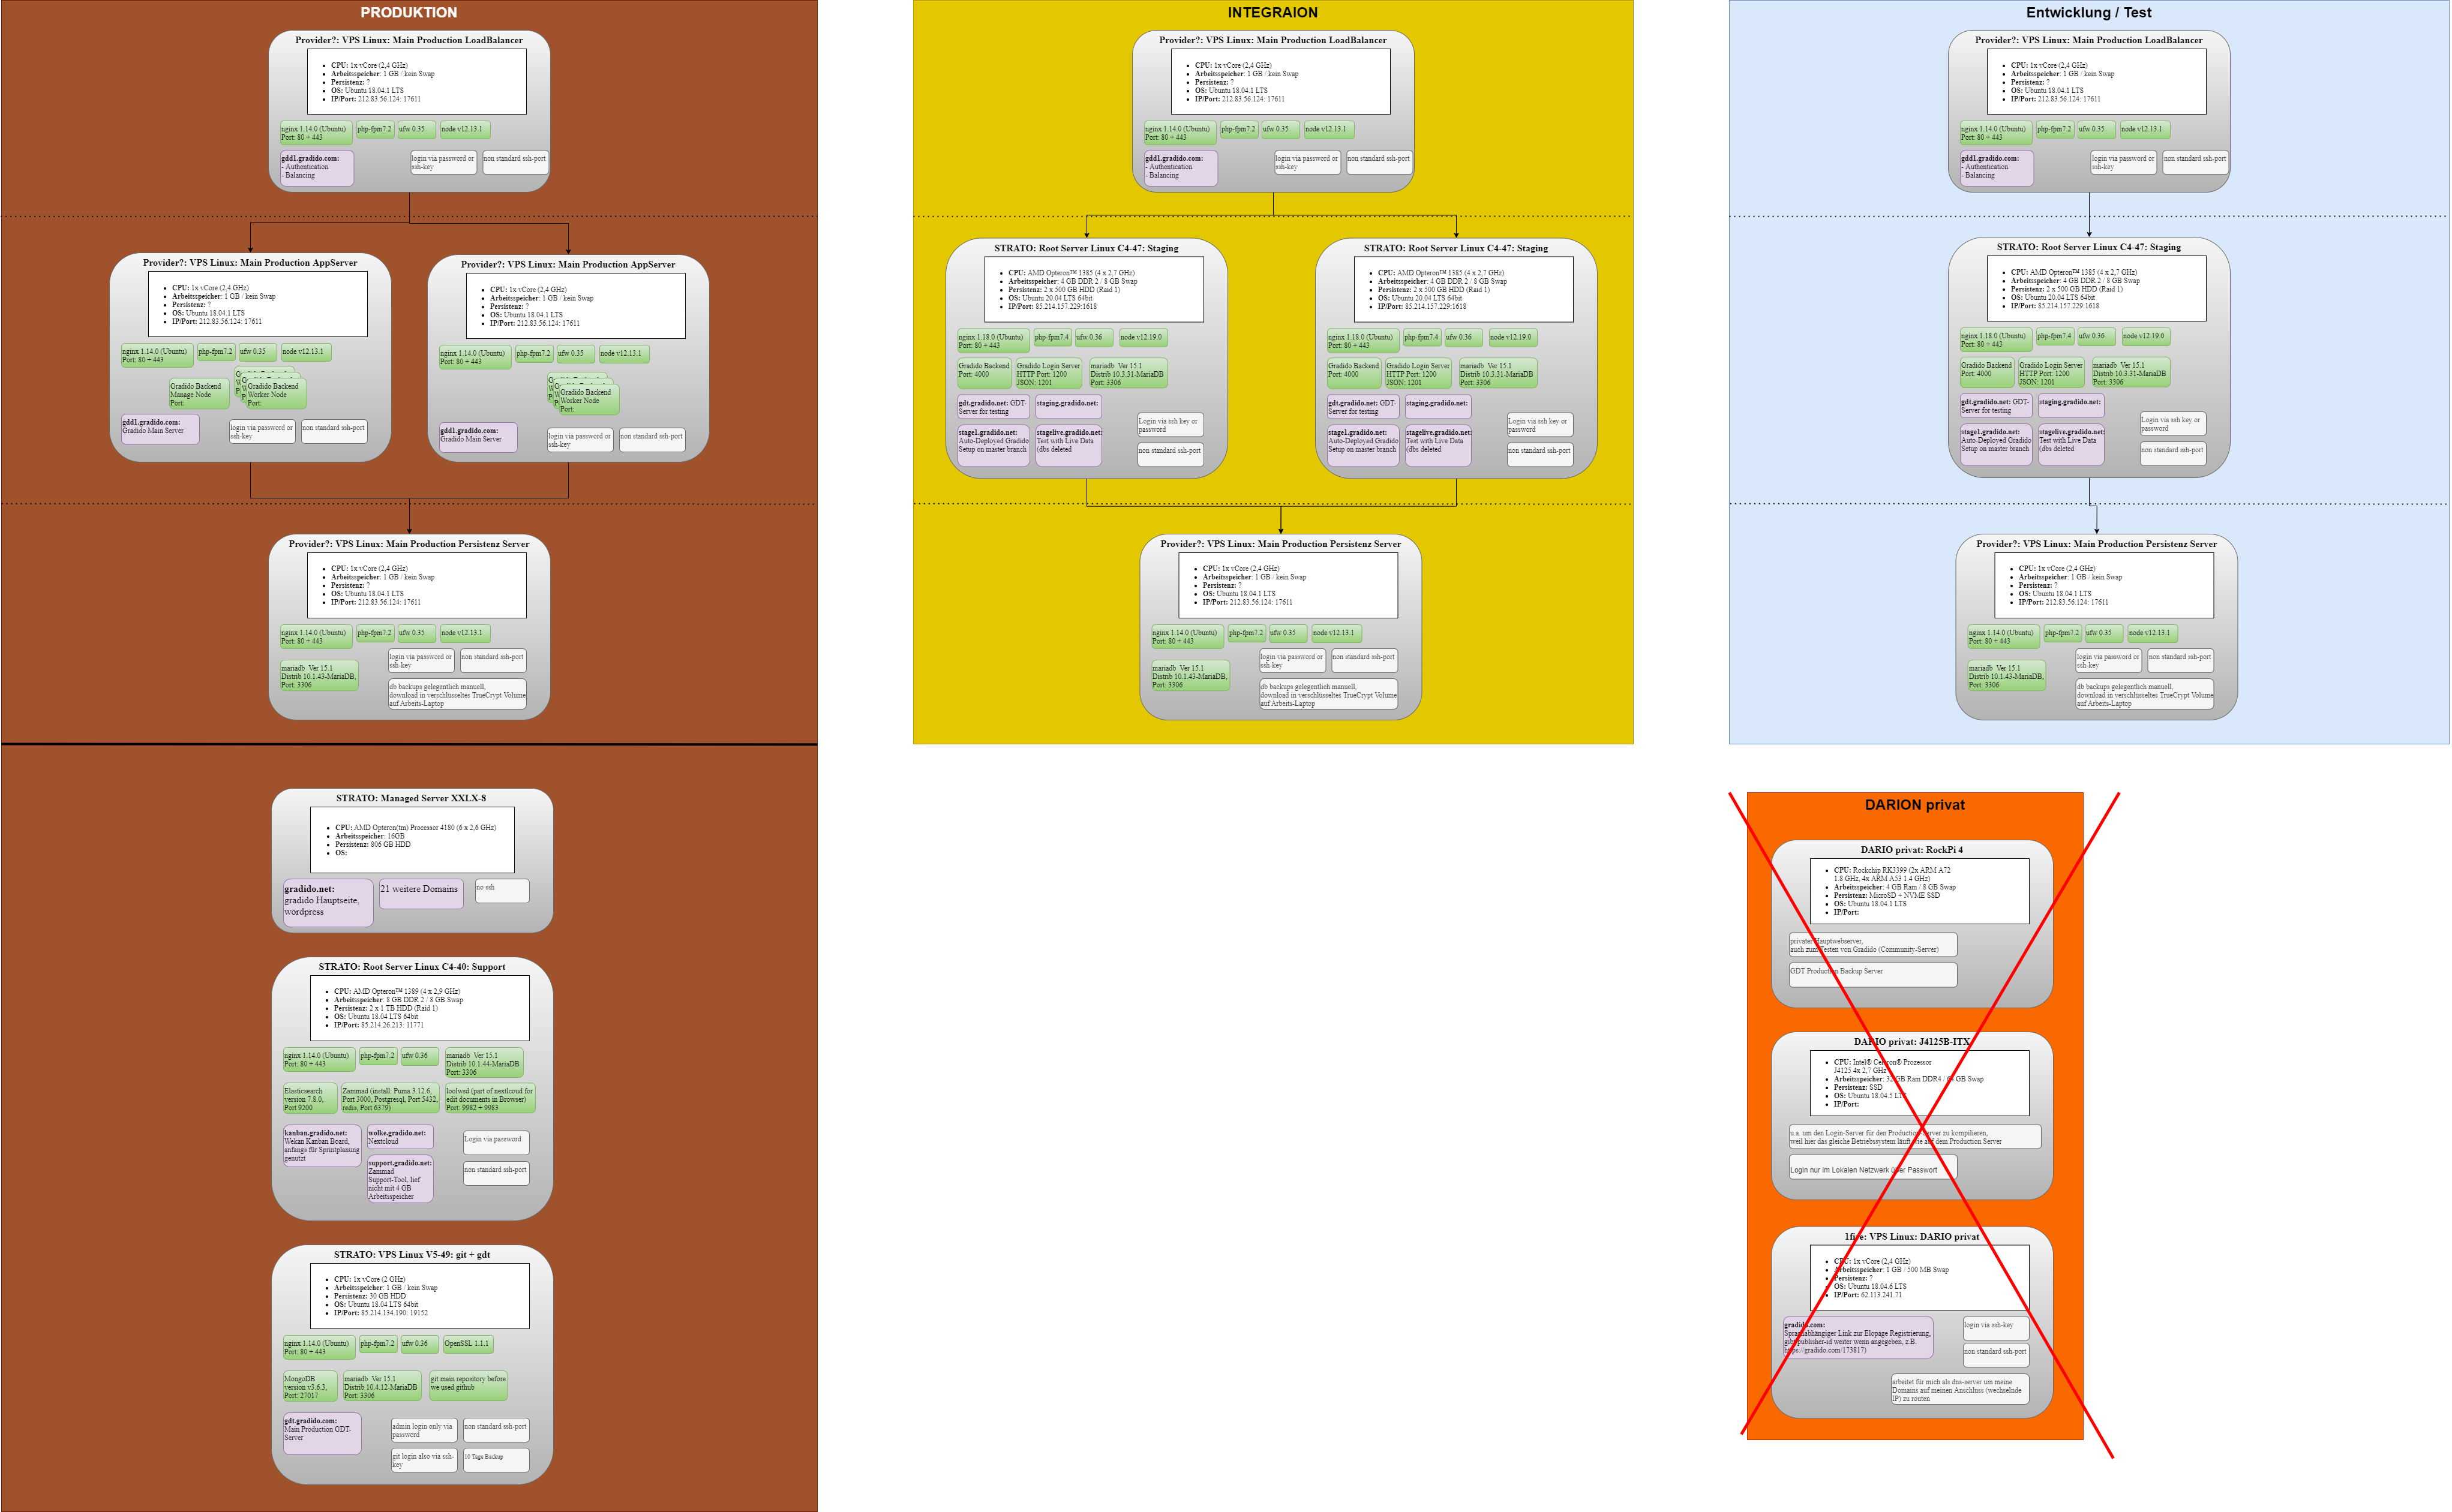 PRODUKTION
Provider?: VPS Linux: Main Production LoadBalancer
CPU: 1x vCore (2,4 GHz)
Arbeitsspeicher: 1 GB / kein Swap
Persistenz: ?
OS: Ubuntu 18.04.1 LTS
IP/Port: 212.83.56.124: 17611
nginx 1.14.0 (Ubuntu)
Port: 80 + 443
php-fpm7.2
ufw 0.35
node v12.13.1
gdd1.gradido.com:
- Authentication
- Balancing
login via password or
ssh-key
non standard ssh-port
Provider?: VPS Linux: Main Production AppServer
CPU: 1x vCore (2,4 GHz)
Arbeitsspeicher: 1 GB / kein Swap
Persistenz: ?
OS: Ubuntu 18.04.1 LTS
IP/Port: 212.83.56.124: 17611
nginx 1.14.0 (Ubuntu)
Port: 80 + 443
php-fpm7.2
ufw 0.35
node v12.13.1
Gradido Backend
Manage Node
Port:
Gradido Backend
Worker Node
Port:
gdd1.gradido.com:
Gradido Main Server
login via password or
ssh-key
non standard ssh-port
Provider?: VPS Linux: Main Production AppServer
CPU: 1x vCore (2,4 GHz)
Arbeitsspeicher: 1 GB / kein Swap
Persistenz: ?
OS: Ubuntu 18.04.1 LTS
IP/Port: 212.83.56.124: 17611
nginx 1.14.0 (Ubuntu)
Port: 80 + 443
php-fpm7.2
ufw 0.35
node v12.13.1
Gradido Backend
Worker Node
Port:
gdd1.gradido.com:
Gradido Main Server
login via password or
ssh-key
non standard ssh-port
Provider?: VPS Linux: Main Production Persistenz Server
CPU: 1x vCore (2,4 GHz)
Arbeitsspeicher: 1 GB / kein Swap
Persistenz: ?
OS: Ubuntu 18.04.1 LTS
IP/Port: 212.83.56.124: 17611
nginx 1.14.0 (Ubuntu)
Port: 80 + 443
php-fpm7.2
ufw 0.35
node v12.13.1
mariadb Ver 15.1
Distrib 10.1.43-MariaDB,
Port: 3306
login via password or
ssh-key
non standard ssh-port
db backups gelegentlich manuell,
download in verschlüsseltes TrueCrypt Volume
auf Arbeits-Laptop
STRATO: Managed Server XXLX-8
CPU: AMD Opteron(tm) Processor 4180 (6 x 2,6 GHz)
Arbeitsspeicher: 16GB
Persistenz: 806 GB HDD
OS:
gradido.net:
gradido Hauptseite,
wordpress
21 weitere Domains
no ssh
STRATO: Root Server Linux C4-40: Support
CPU: AMD Opteron™ 1389 (4 x 2,9 GHz)
Arbeitsspeicher: 8 GB DDR 2 / 8 GB Swap
Persistenz: 2 x 1 TB HDD (Raid 1)
OS: Ubuntu 18.04 LTS 64bit
IP/Port: 85.214.26.213: 11771
nginx 1.14.0 (Ubuntu)
Port: 80 + 443
php-fpm7.2
ufw 0.36
mariadb Ver 15.1
Distrib 10.1.44-MariaDB
Port: 3306
Elasticsearch
version 7.8.0,
Port 9200
Zammad (install: Puma 3.12.6,
Port 3000, Postgresql, Port 5432,
redis, Port 6379)
loolwsd (part of nextlcoud for
edit documents in Browser)
Port: 9982 + 9983
kanban.gradido.net:
Wekan Kanban Board,
anfangs für Sprintplanung
genutzt
wolke.gradido.net:
Nextcloud
support.gradido.net:
Zammad
Support-Tool, lief
nicht mit 4 GB
Arbeitsspeicher
Login via password
non standard ssh-port
STRATO: VPS Linux V5-49: git + gdt
CPU: 1x vCore (2 GHz)
Arbeitsspeicher: 1 GB / kein Swap
Persistenz: 30 GB HDD
OS: Ubuntu 18.04 LTS 64bit
IP/Port: 85.214.134.190: 19152
nginx 1.14.0 (Ubuntu)
Port: 80 + 443
php-fpm7.2
ufw 0.36
OpenSSL 1.1.1
MongoDB
version v3.6.3,
Port: 27017
mariadb Ver 15.1
Distrib 10.4.12-MariaDB
Port: 3306
git main repository before
we used github
gdt.gradido.com:
Main Production GDT-
Server
admin login only via
password
non standard ssh-port
git login also via ssh-
key
10 Tage Backup
INTEGRAION
Provider?: VPS Linux: Main Production LoadBalancer
CPU: 1x vCore (2,4 GHz)
Arbeitsspeicher: 1 GB / kein Swap
Persistenz: ?
OS: Ubuntu 18.04.1 LTS
IP/Port: 212.83.56.124: 17611
nginx 1.14.0 (Ubuntu)
Port: 80 + 443
php-fpm7.2
ufw 0.35
node v12.13.1
gdd1.gradido.com:
- Authentication
- Balancing
login via password or
ssh-key
non standard ssh-port
STRATO: Root Server Linux C4-47: Staging
CPU: AMD Opteron™ 1385 (4 x 2,7 GHz)
Arbeitsspeicher: 4 GB DDR 2 / 8 GB Swap
Persistenz: 2 x 500 GB HDD (Raid 1)
OS: Ubuntu 20.04 LTS 64bit
IP/Port: 85.214.157.229:1618
nginx 1.18.0 (Ubuntu)
Port: 80 + 443
php-fpm7.4
ufw 0.36
node v12.19.0
Gradido Backend
Port: 4000
Gradido Login Server
HTTP Port: 1200
JSON: 1201
mariadb Ver 15.1
Distrib 10.3.31-MariaDB
Port: 3306
gdt.gradido.net: GDT-
Server for testing
staging.gradido.net:
stage1.gradido.net:
Auto-Deployed Gradido
Setup on master branch
stagelive.gradido.net:
Test with Live Data
(dbs deleted
Login via ssh key or
password
non standard ssh-port
STRATO: Root Server Linux C4-47: Staging
CPU: AMD Opteron™ 1385 (4 x 2,7 GHz)
Arbeitsspeicher: 4 GB DDR 2 / 8 GB Swap
Persistenz: 2 x 500 GB HDD (Raid 1)
OS: Ubuntu 20.04 LTS 64bit
IP/Port: 85.214.157.229:1618
nginx 1.18.0 (Ubuntu)
Port: 80 + 443
php-fpm7.4
ufw 0.36
node v12.19.0
Gradido Backend
Port: 4000
Gradido Login Server
HTTP Port: 1200
JSON: 1201
mariadb Ver 15.1
Distrib 10.3.31-MariaDB
Port: 3306
gdt.gradido.net: GDT-
Server for testing
staging.gradido.net:
stage1.gradido.net:
Auto-Deployed Gradido
Setup on master branch
stagelive.gradido.net:
Test with Live Data
(dbs deleted
Login via ssh key or
password
non standard ssh-port
Provider?: VPS Linux: Main Production Persistenz Server
CPU: 1x vCore (2,4 GHz)
Arbeitsspeicher: 1 GB / kein Swap
Persistenz: ?
OS: Ubuntu 18.04.1 LTS
IP/Port: 212.83.56.124: 17611
nginx 1.14.0 (Ubuntu)
Port: 80 + 443
php-fpm7.2
ufw 0.35
node v12.13.1
mariadb Ver 15.1
Distrib 10.1.43-MariaDB,
Port: 3306
login via password or
ssh-key
non standard ssh-port
db backups gelegentlich manuell,
download in verschlüsseltes TrueCrypt Volume
auf Arbeits-Laptop
Entwicklung / Test
Provider?: VPS Linux: Main Production LoadBalancer
CPU: 1x vCore (2,4 GHz)
Arbeitsspeicher: 1 GB / kein Swap
Persistenz: ?
OS: Ubuntu 18.04.1 LTS
IP/Port: 212.83.56.124: 17611
nginx 1.14.0 (Ubuntu)
Port: 80 + 443
php-fpm7.2
ufw 0.35
node v12.13.1
gdd1.gradido.com:
- Authentication
- Balancing
login via password or
ssh-key
non standard ssh-port
STRATO: Root Server Linux C4-47: Staging
CPU: AMD Opteron™ 1385 (4 x 2,7 GHz)
Arbeitsspeicher: 4 GB DDR 2 / 8 GB Swap
Persistenz: 2 x 500 GB HDD (Raid 1)
OS: Ubuntu 20.04 LTS 64bit
IP/Port: 85.214.157.229:1618
nginx 1.18.0 (Ubuntu)
Port: 80 + 443
php-fpm7.4
ufw 0.36
node v12.19.0
Gradido Backend
Port: 4000
Gradido Login Server
HTTP Port: 1200
JSON: 1201
mariadb Ver 15.1
Distrib 10.3.31-MariaDB
Port: 3306
gdt.gradido.net: GDT-
Server for testing
staging.gradido.net:
stage1.gradido.net:
Auto-Deployed Gradido
Setup on master branch
stagelive.gradido.net:
Test with Live Data
(dbs deleted
Login via ssh key or
password
non standard ssh-port
Provider?: VPS Linux: Main Production Persistenz Server
CPU: 1x vCore (2,4 GHz)
Arbeitsspeicher: 1 GB / kein Swap
Persistenz: ?
OS: Ubuntu 18.04.1 LTS
IP/Port: 212.83.56.124: 17611
nginx 1.14.0 (Ubuntu)
Port: 80 + 443
php-fpm7.2
ufw 0.35
node v12.13.1
mariadb Ver 15.1
Distrib 10.1.43-MariaDB,
Port: 3306
login via password or
ssh-key
non standard ssh-port
db backups gelegentlich manuell,
download in verschlüsseltes TrueCrypt Volume
auf Arbeits-Laptop
DARION privat
DARIO privat: RockPi 4
CPU: Rockchip RK3399 (2x ARM A72
1.8 GHz, 4x ARM A53 1.4 GHz)
Arbeitsspeicher: 4 GB Ram / 8 GB Swap
Persistenz: MicroSD + NVME SSD
OS: Ubuntu 18.04.1 LTS
IP/Port:
privater Hauptwebserver,
auch zum Testen von Gradido (Community-Server)
GDT Production Backup Server
DARIO privat: J4125B-ITX
CPU: Intel® Celeron® Prozessor
J4125 4x 2,7 GHz
Arbeitsspeicher: 32 GB Ram DDR4 / 64 GB Swap
Persistenz: SSD
OS: Ubuntu 18.04.5 LTS
IP/Port:
u.a. um den Login-Server für den Production-Server zu kompilieren,
weil hier das gleiche Betriebssystem läuft wie auf dem Production Server
Login nur im Lokalen Netzwerk über Passwort
1fire: VPS Linux: DARIO privat
CPU: 1x vCore (2,4 GHz)
Arbeitsspeicher: 1 GB / 500 MB Swap
Persistenz: ?
OS: Ubuntu 18.04.6 LTS
IP/Port: 62.113.241.71
gradido.com:
Sprachabhängiger Link zur Elopage Registrierung,
gibt publisher-id weiter wenn angegeben, z.B.
https://gradido.com/173817)
login via ssh-key
non standard ssh-port
arbeitet für mich als dns-server um meine
Domains auf meinen Anschluss (wechselnde
IP) zu routen